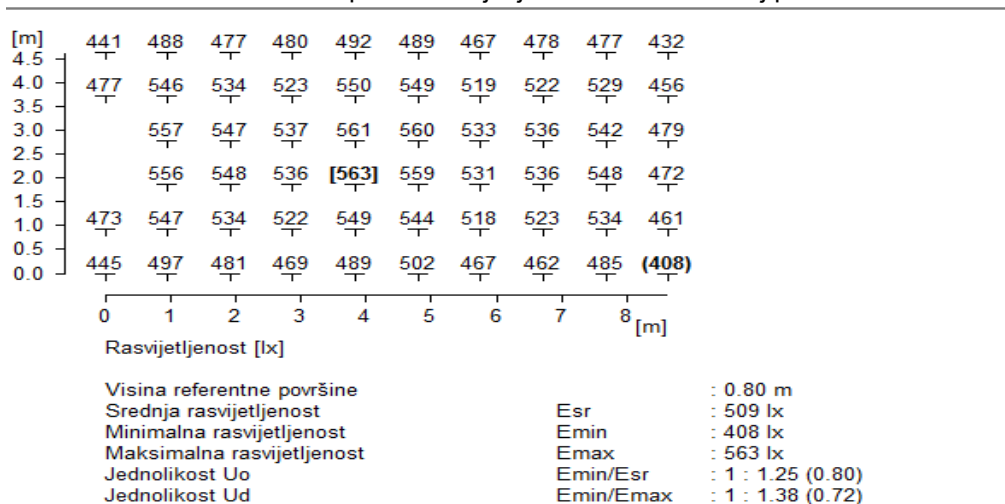 [m]
441 488 477 480 492 489 467 478 477 432
4.5
4.0 477 546 534 523 550 549 519 522 529 456
3.5
3.0 557 547 537 561 560 533 536 542 479
2.5
2.0 556 548 536 [563] 559 531 536 548 472
1.5
1.0 473 547 534 522 549 544 518 523 534 461
0.5
0.0 445 497 481 469 489 502 467 462 485 (408)
0 1 2 3 4 5 6 7 8 [m]
Rasvijetljenost [lx]
Visina referentne površine : 0.80 m
Srednja rasvijetljenost Esr : 509 lx
Minimalna rasvijetljenost Emin : 408 lx
Maksimalna rasvijetljenost Emax : 563 lx
Jednolikost Uo Emin/Esr : 1 : 1.25 (0.80)
Jednolikost Ud Emin/Emax : 1 : 1.38 (0.72)